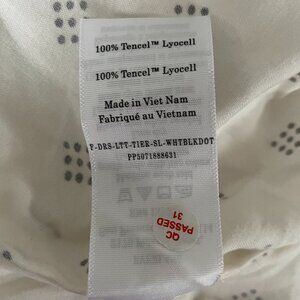 100% Tencel™ Lyocell
100% Tencel™ Lyocell
Made in Viet Nam
Fabriqué au Vietnam
F-DRS-LTT-TIER-SL-WHTBLKDOT
PP5071888631
QC
PASSED
31